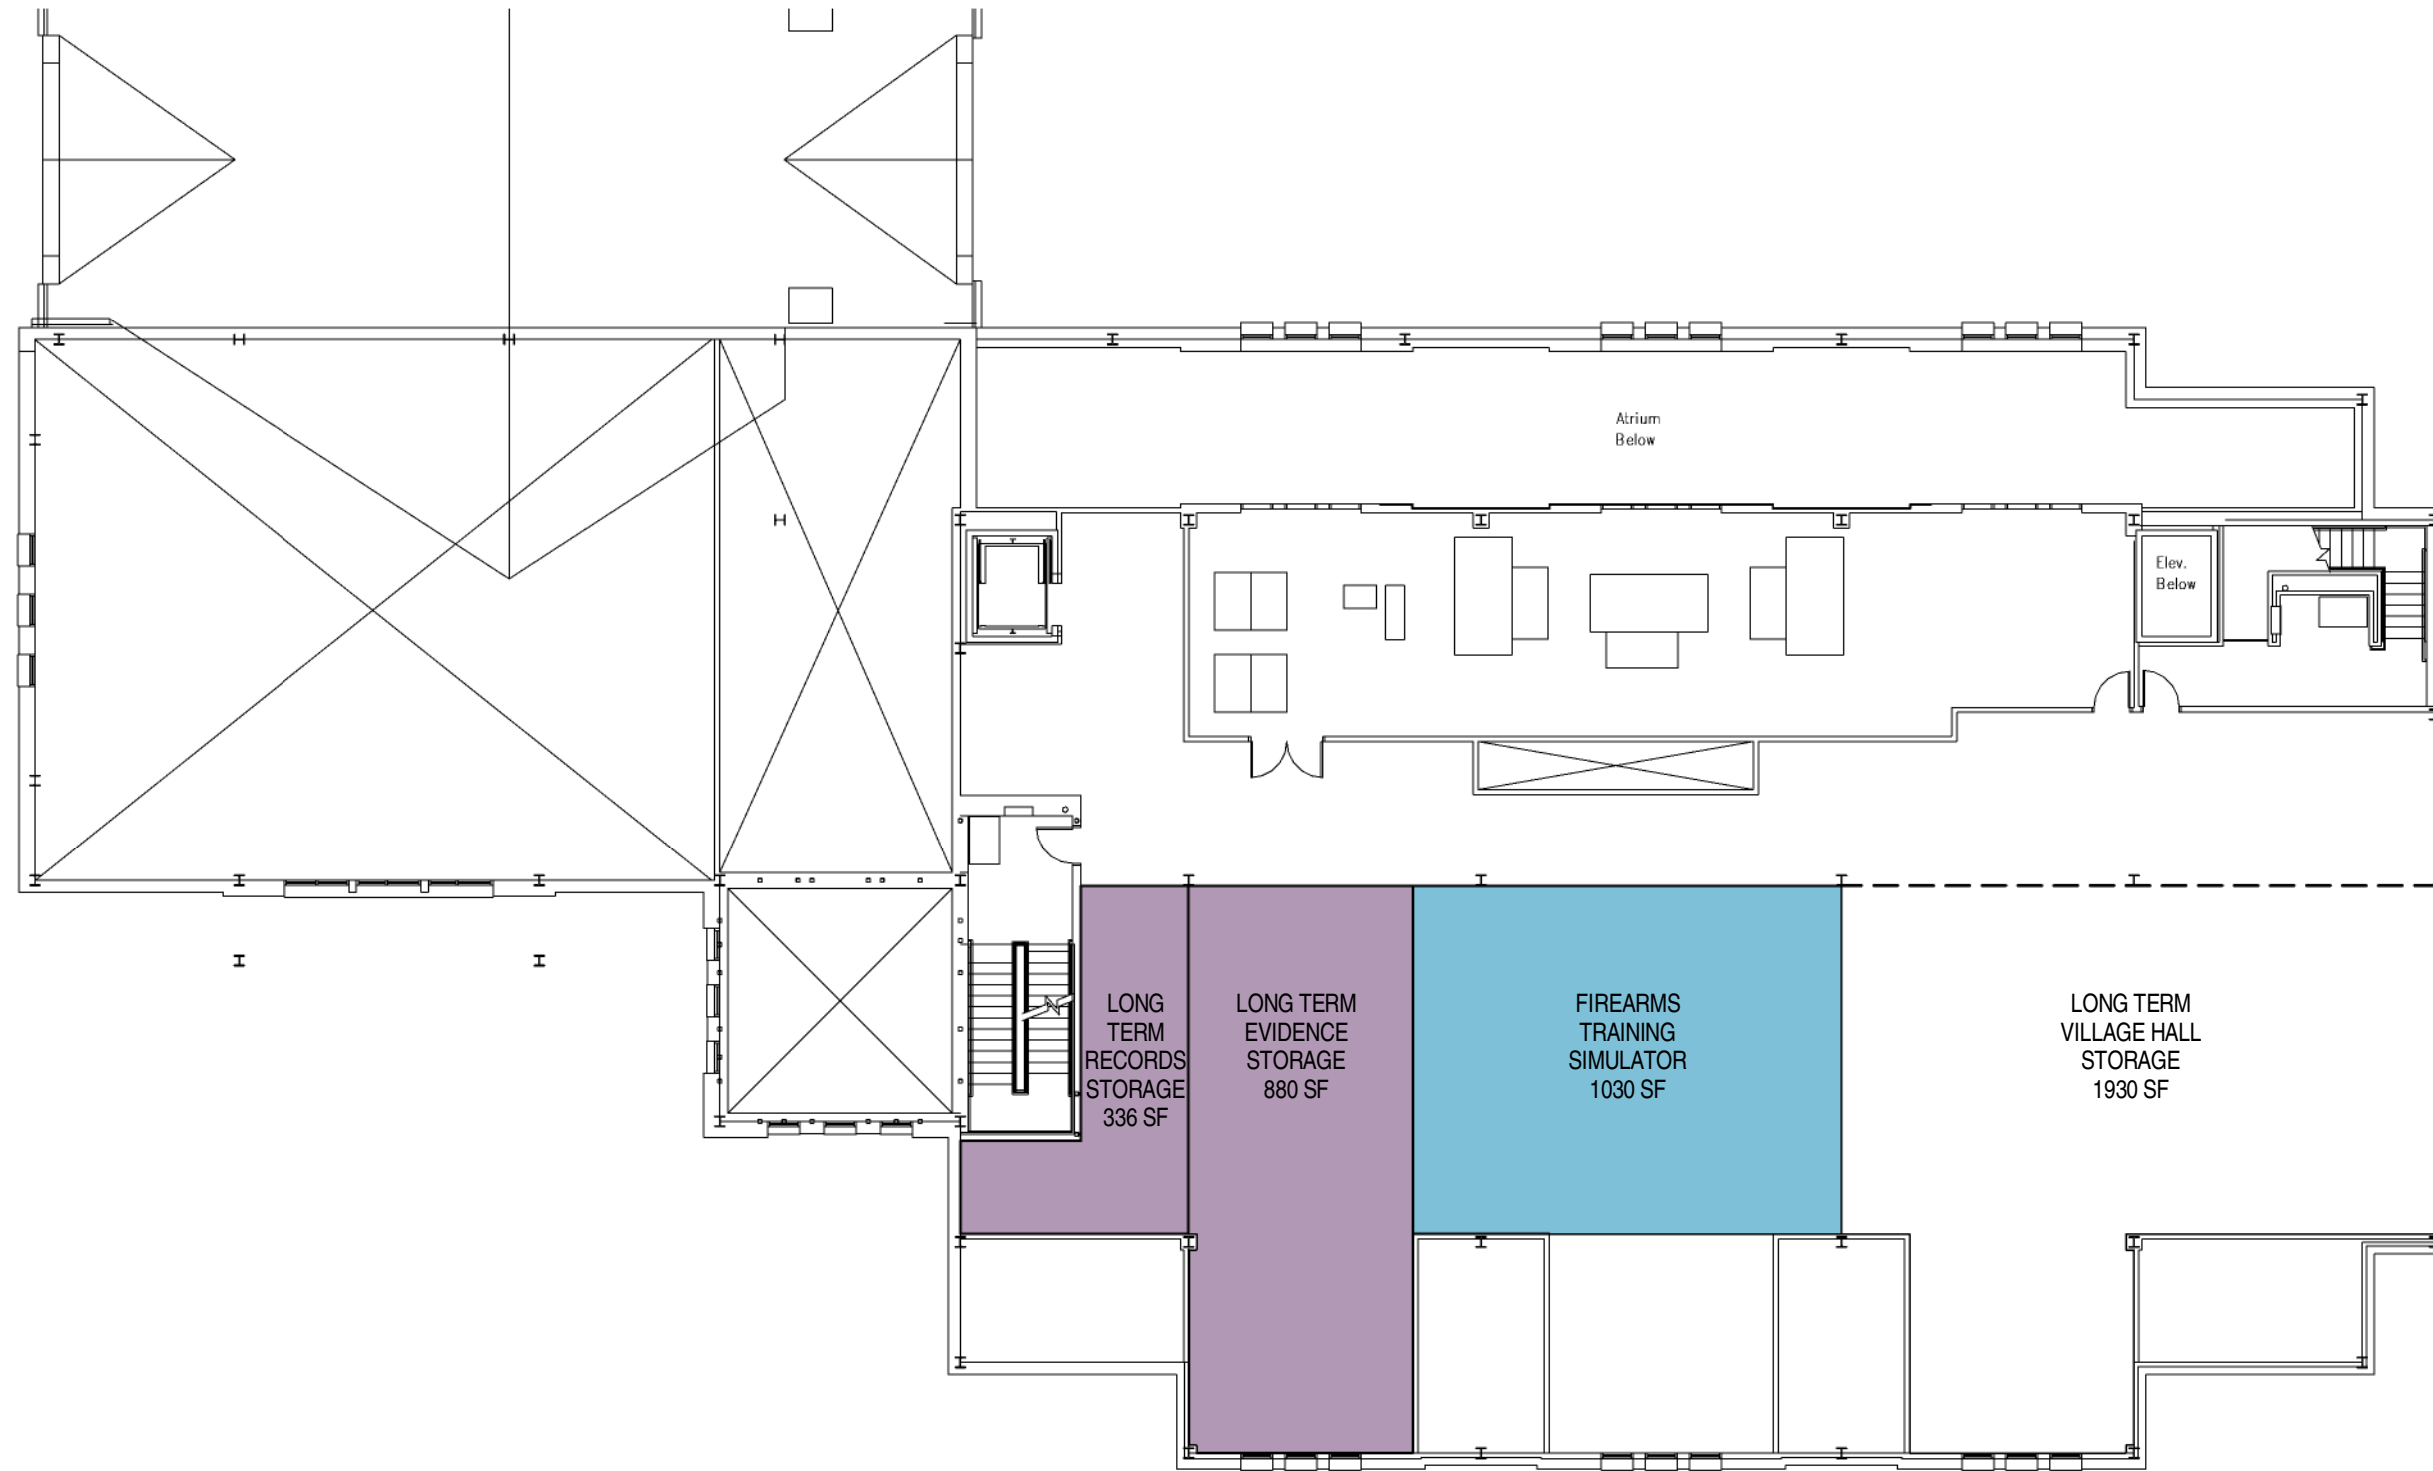 Atrium
Below
Elev.
Below
LONG
TERM
RECORDS
STORAGE
336 SF
LONG TERM
EVIDENCE
STORAGE
880 SF
FIREARMS
TRAINING
SIMULATOR
1030 SF
LONG TERM
VILLAGE HALL
STORAGE
1930 SF